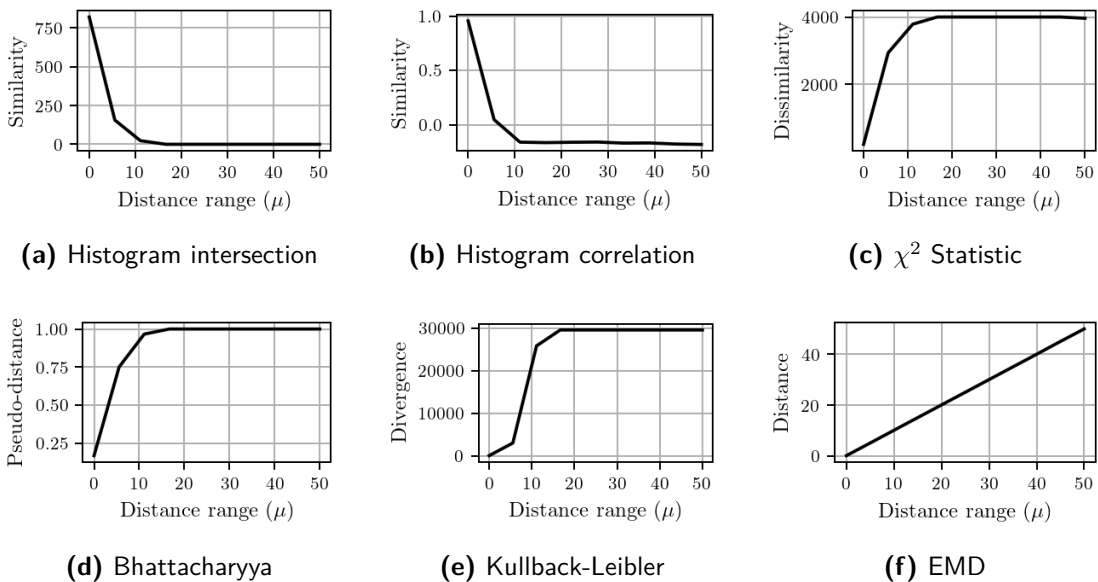 Similarity
750
500
250
0
0 10 20 30 40 50
Distance range (μ)
(a) Histogram intersection
Similarity
1.0
0.5
0.0
0 10 20 30 40 50
Distance range (μ)
(b) Histogram correlation
Dissimilarity
4000
2000
0 10 20 30 40 50
Distance range (μ)
(c) χ² Statistic
Pseudo-distance
1.00
0.75
0.50
0.25
0 10 20 30 40 50
Distance range (μ)
(d) Bhattacharyya
Divergence
30000
20000
10000
0
0 10 20 30 40 50
Distance range (μ)
(e) Kullback-Leibler
Distance
40
20
0
0 10 20 30 40 50
Distance range (μ)
(f) EMD